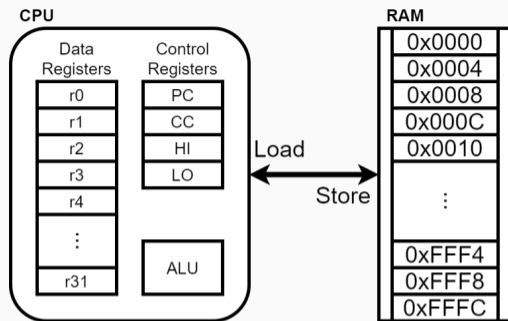 CPU
Data
Registers
r0
r1
r2
r3
r4
⋮
r31
Control
Registers
PC
CC
HI
LO
ALU
Load
Store
RAM
0x0000
0x0004
0x0008
0x000C
0x0010
⋮
0xFFF4
0xFFF8
0xFFFC